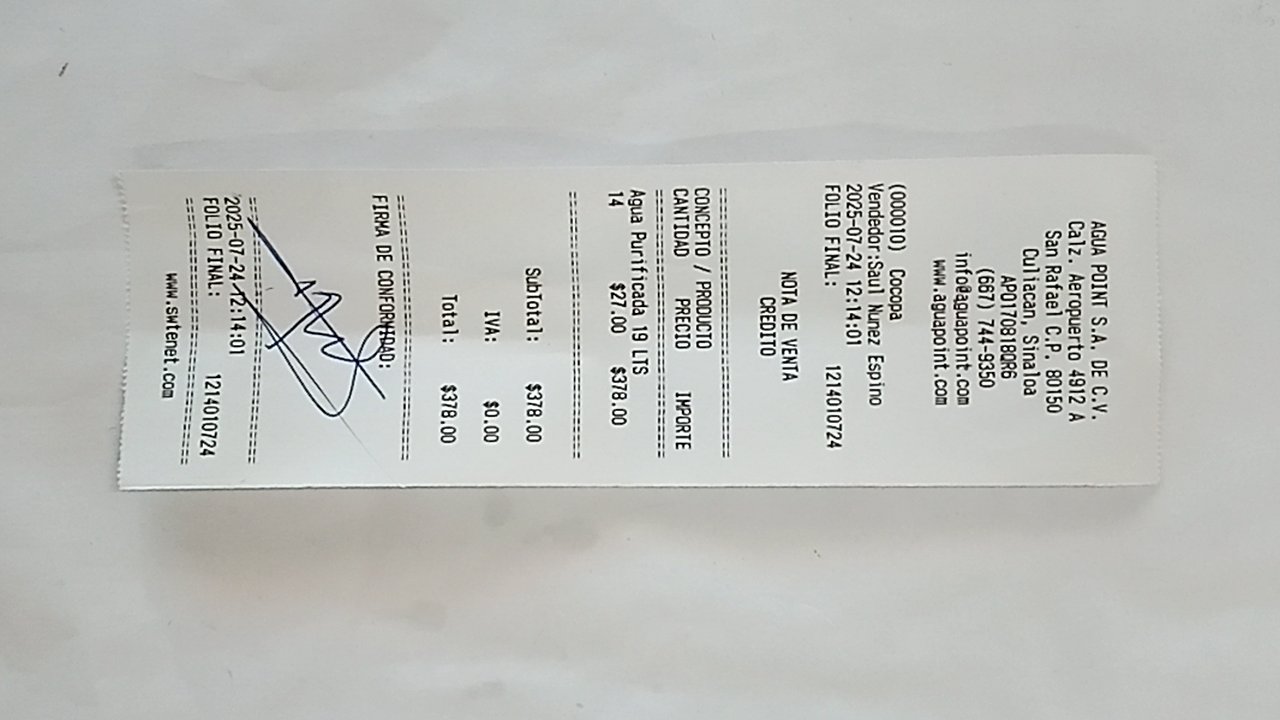 AGUA POINT S.A. DE C.V.
Calz. Aeropuerto 4912 A
San Rafael C.P. 80150
Culiacan, Sinaloa
APO170818QR6
(667) 744-9350
info@aguapoint.com
www.aguapoint.com
(000010) Cocopa
Vendedor:Saul Nunez Espino
2025-07-24 12:14:01
FOLIO FINAL: 1214010724
NOTA DE VENTA
CREDITO
=============================
CONCEPTO / PRODUCTO
CANTIDAD PRECIO IMPORTE
=============================
Agua Purificada 19 LTS
14 $27.00 $378.00
=============================
SubTotal: $378.00
IVA: $0.00
Total: $378.00
=============================
FIRMA DE CONFORMIDAD:
=============================
2025-07-24 12:14:01
FOLIO FINAL: 1214010724
=============================
www.swtenet.com